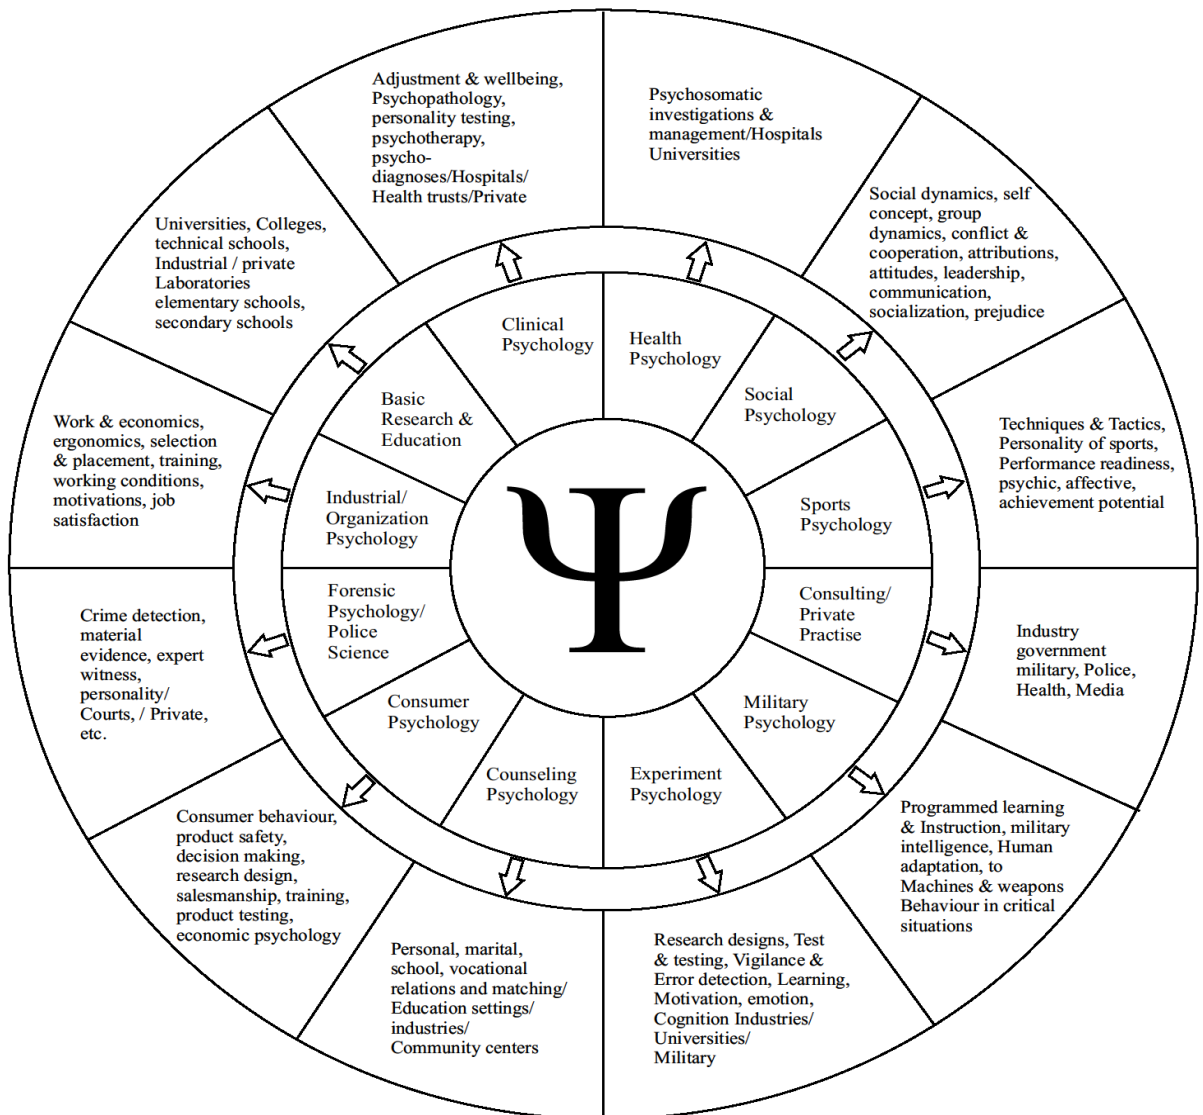 Adjustment & wellbeing,
Psychopathology,
personality testing,
psychotherapy,
psycho-
diagnoses/Hospitals/
Health trusts/Private
Psychosomatic
investigations &
management/Hospitals
Universities
Social dynamics, self
concept, group
dynamics, conflict &
cooperation, attributions,
attitudes, leadership,
communication,
socialization, prejudice
Techniques & Tactics,
Personality of sports,
Performance readiness,
psychic, affective,
achievement potential
Industry
government
military, Police,
Health, Media
Programmed learning
& Instruction, military
intelligence, Human
adaptation, to
Machines & weapons
Behaviour in critical
situations
Research designs, Test
& testing, Vigilance &
Error detection, Learning,
Motivation, emotion,
Cognition Industries/
Universities/
Military
Personal, marital,
school, vocational
relations and matching/
Education settings/
industries/
Community centers
Consumer behaviour,
product safety,
decision making,
research design,
salesmanship, training,
product testing,
economic psychology
Crime detection,
material
evidence, expert
witness,
personality/
Courts, / Private,
etc.
Work & economics,
ergonomics, selection
& placement, training,
working conditions,
motivations, job
satisfaction
Universities, Colleges,
technical schools,
Industrial / private
Laboratories
elementary schools,
secondary schools
Clinical
Psychology
Health
Psychology
Social
Psychology
Sports
Psychology
Consulting/
Private
Practise
Military
Psychology
Experiment
Psychology
Counseling
Psychology
Consumer
Psychology
Forensic
Psychology/
Police
Science
Industrial/
Organization
Psychology
Basic
Research &
Education
Ψ